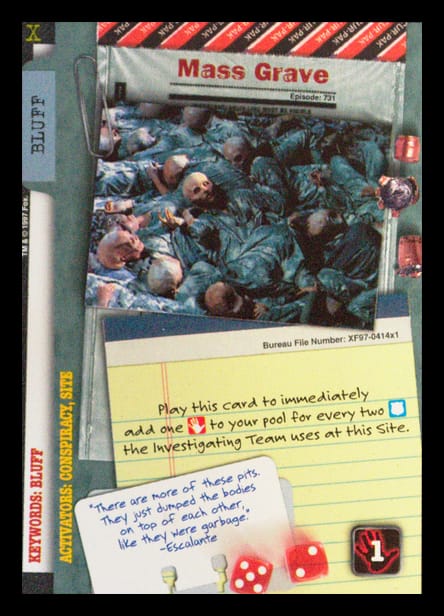 X
CUR-PAK
Mass Grave
Episode: 731
BLUFF
TM & © 1997 Fox.
Bureau File Number: XF97-0414x1
Play this card to immediately
add one to your pool for every two
the Investigating Team uses at this Site.
KEYWORDS: BLUFF
ACTIVATORS: CONSPIRACY, SITE
"There are more of these pits.
They just dumped the bodies
on top of each other,
like they were garbage."
-Escalante
1